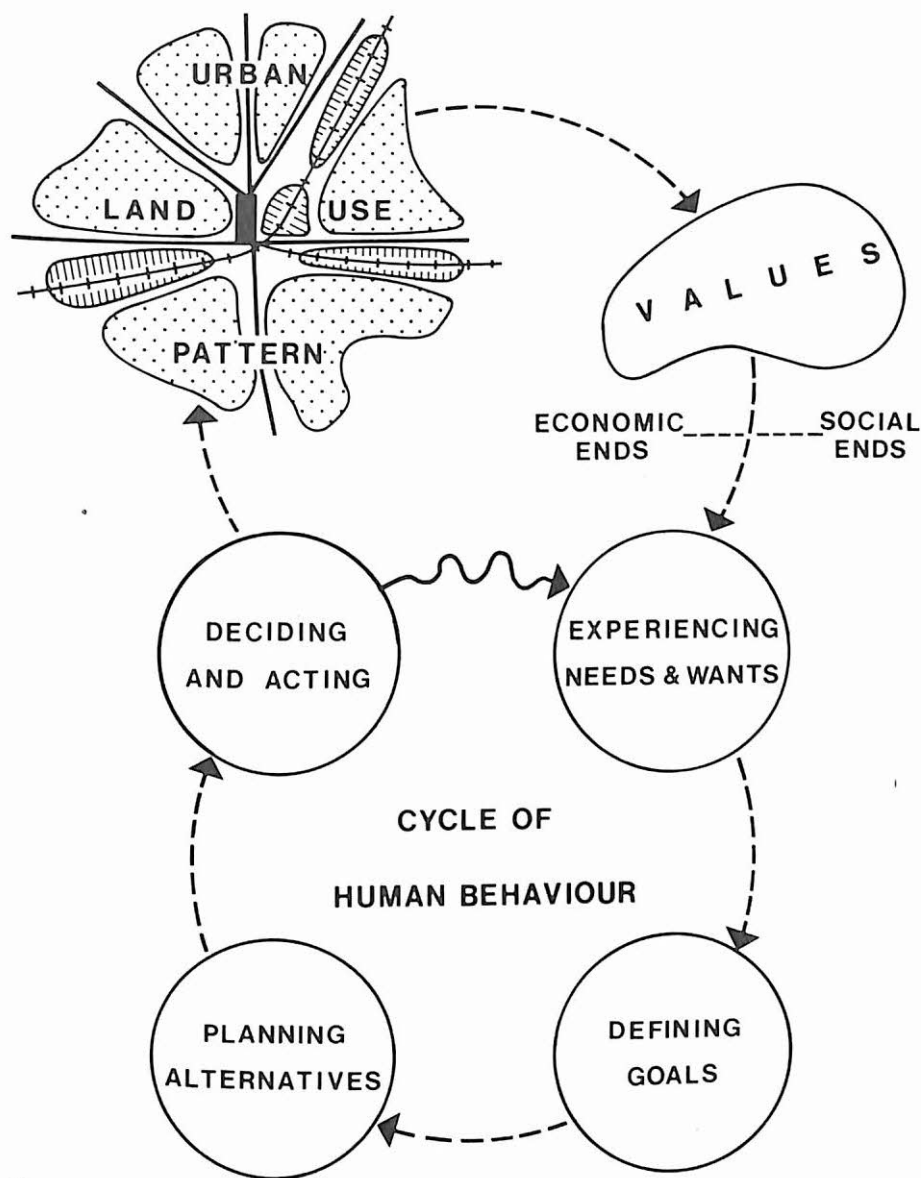 URBAN
LAND USE
PATTERN
VALUES
ECONOMIC ENDS
SOCIAL ENDS
DECIDING
AND ACTING
EXPERIENCING
NEEDS & WANTS
CYCLE OF
HUMAN BEHAVIOUR
PLANNING
ALTERNATIVES
DEFINING
GOALS